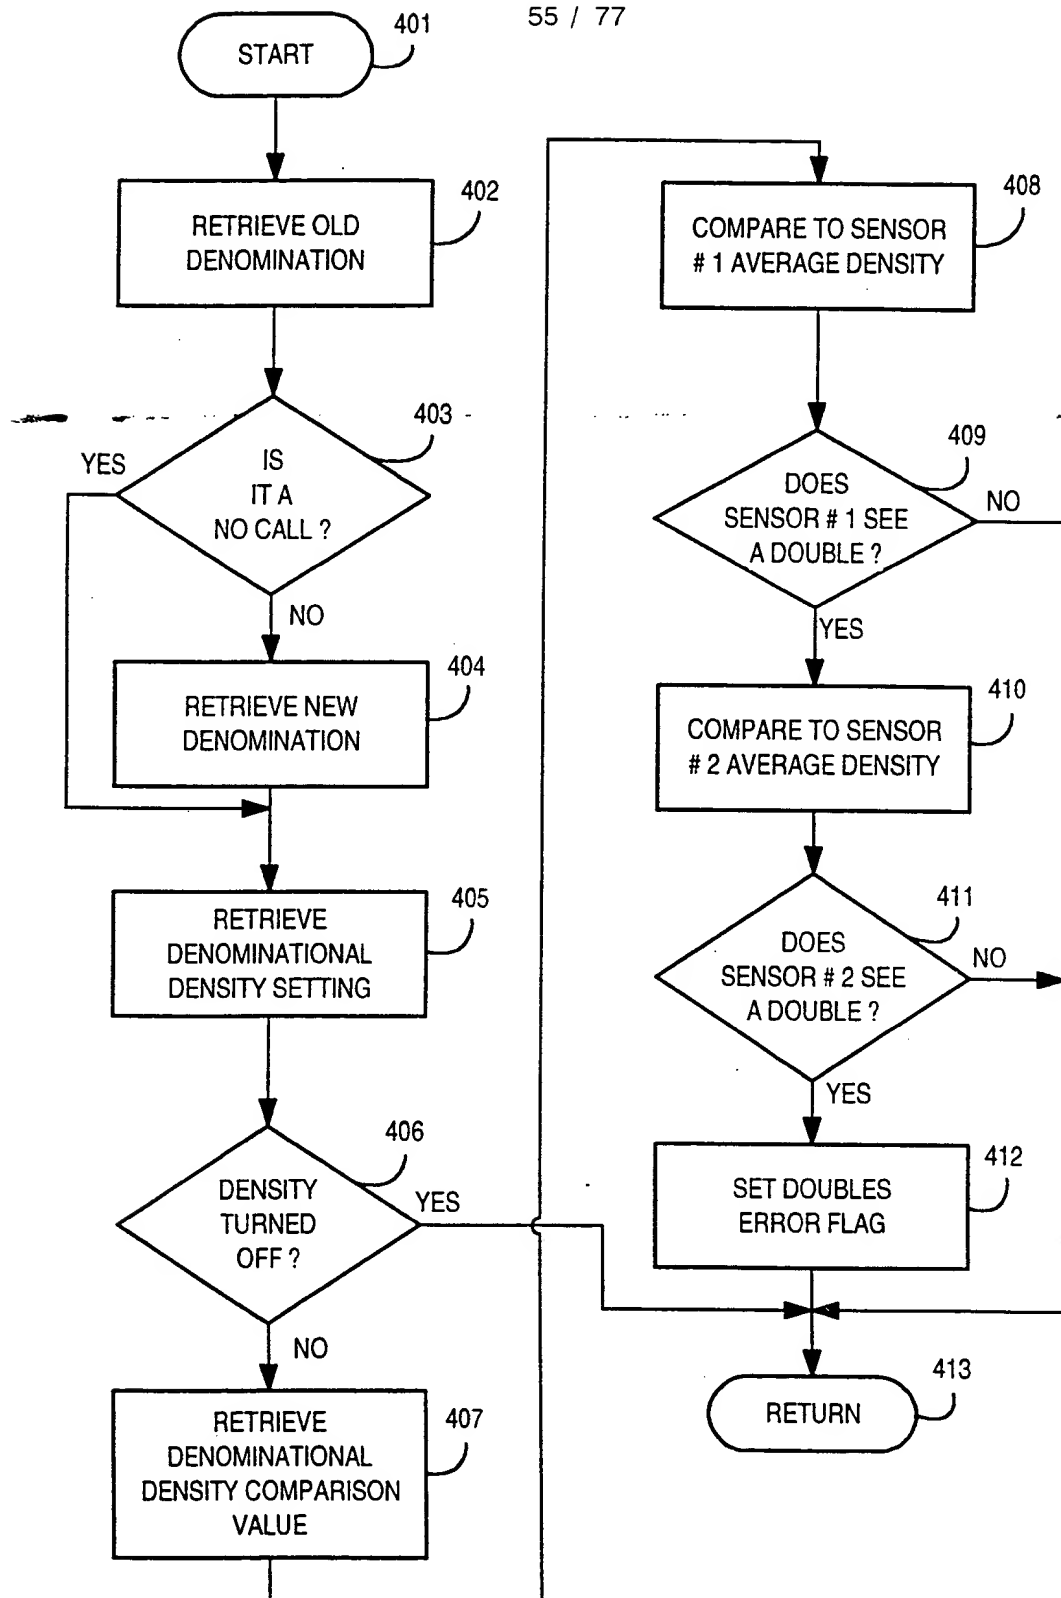 55 / 77
START
401
RETRIEVE OLD
DENOMINATION
402
IS
IT A
NO CALL ?
403
YES
NO
RETRIEVE NEW
DENOMINATION
404
RETRIEVE
DENOMINATIONAL
DENSITY SETTING
405
DENSITY
TURNED
OFF ?
406
YES
NO
RETRIEVE
DENOMINATIONAL
DENSITY COMPARISON
VALUE
407
COMPARE TO SENSOR
# 1 AVERAGE DENSITY
408
DOES
SENSOR # 1 SEE
A DOUBLE ?
409
NO
YES
COMPARE TO SENSOR
# 2 AVERAGE DENSITY
410
DOES
SENSOR # 2 SEE
A DOUBLE ?
411
NO
YES
SET DOUBLES
ERROR FLAG
412
RETURN
413